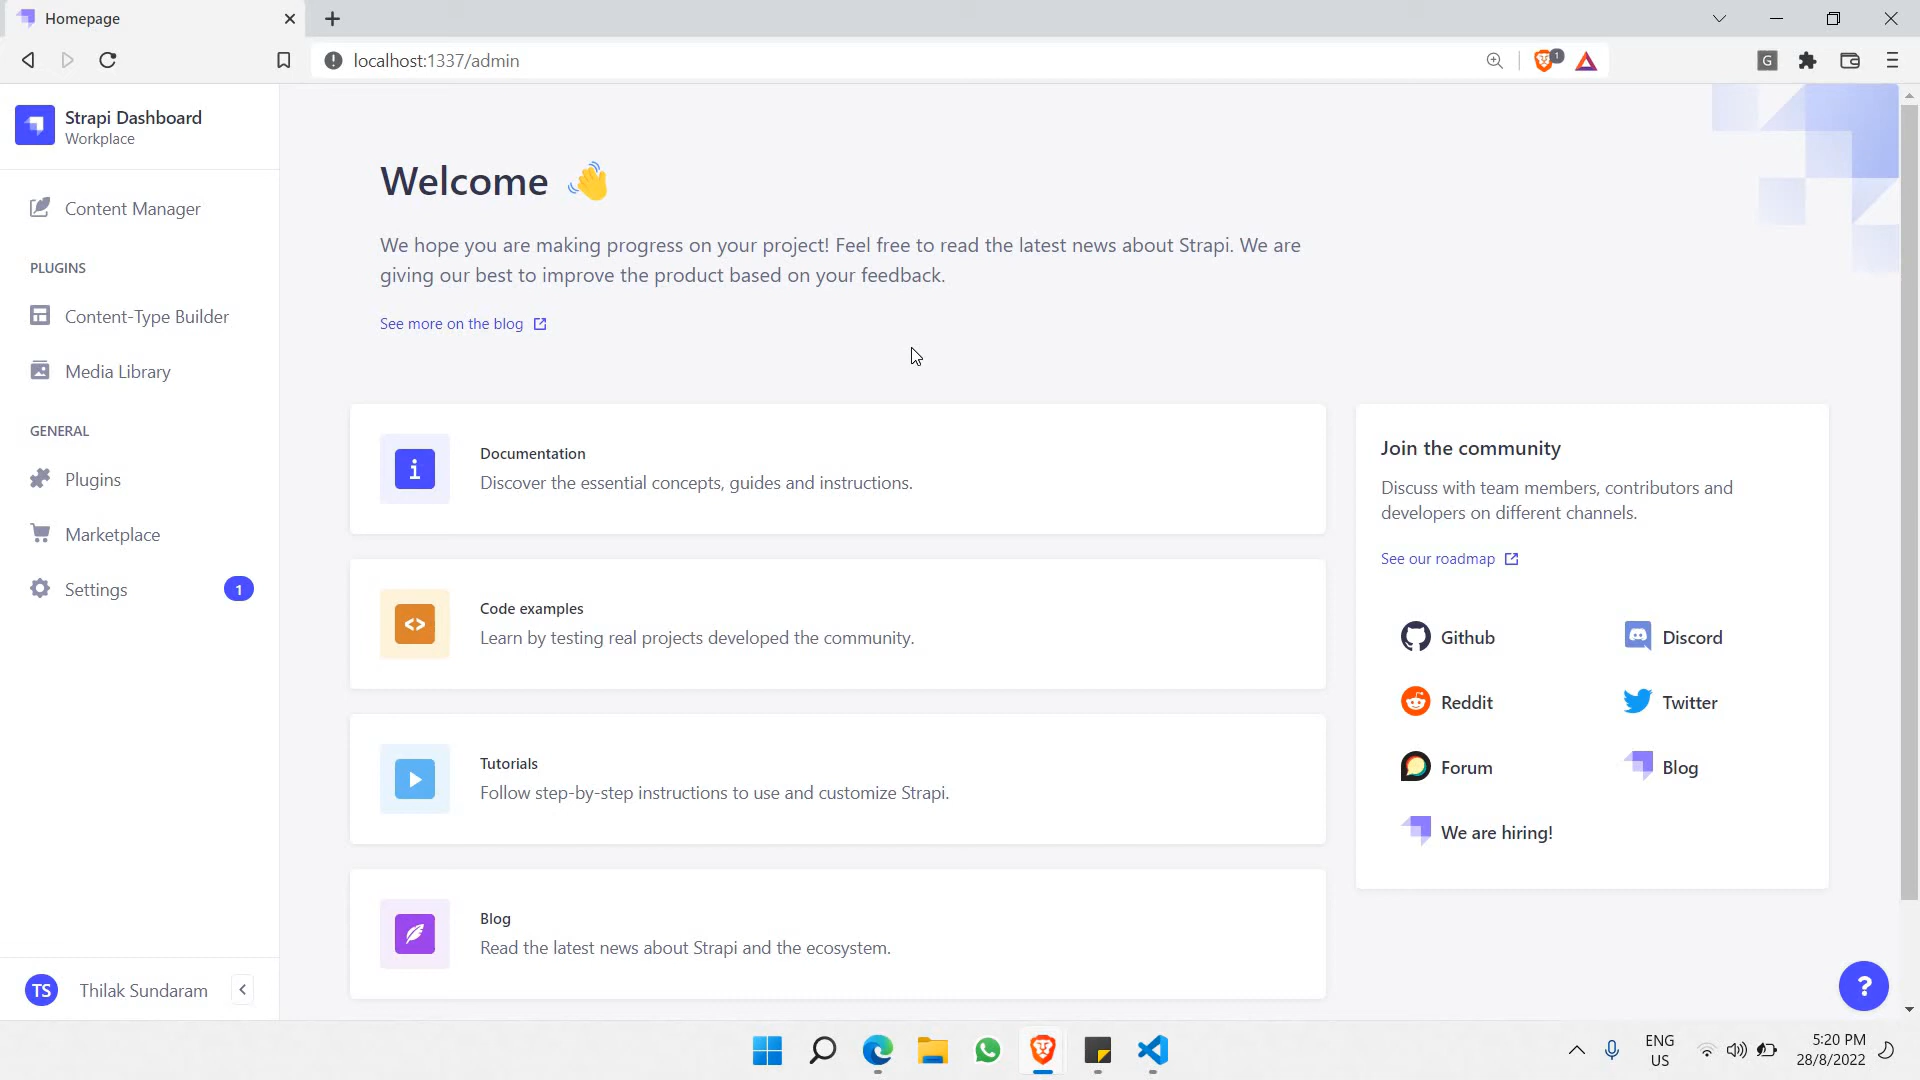 Homepage
localhost:1337/admin
G
1
Strapi Dashboard
Workplace
Content Manager
PLUGINS
Content-Type Builder
Media Library
GENERAL
Plugins
Marketplace
Settings
1
TS
Thilak Sundaram
Welcome 👋
We hope you are making progress on your project! Feel free to read the latest news about Strapi. We are
giving our best to improve the product based on your feedback.
See more on the blog
Documentation
Discover the essential concepts, guides and instructions.
Code examples
Learn by testing real projects developed the community.
Tutorials
Follow step-by-step instructions to use and customize Strapi.
Blog
Read the latest news about Strapi and the ecosystem.
Join the community
Discuss with team members, contributors and
developers on different channels.
See our roadmap
Github
Discord
Reddit
Twitter
Forum
Blog
We are hiring!
?
ENG
US
5:20 PM
28/8/2022